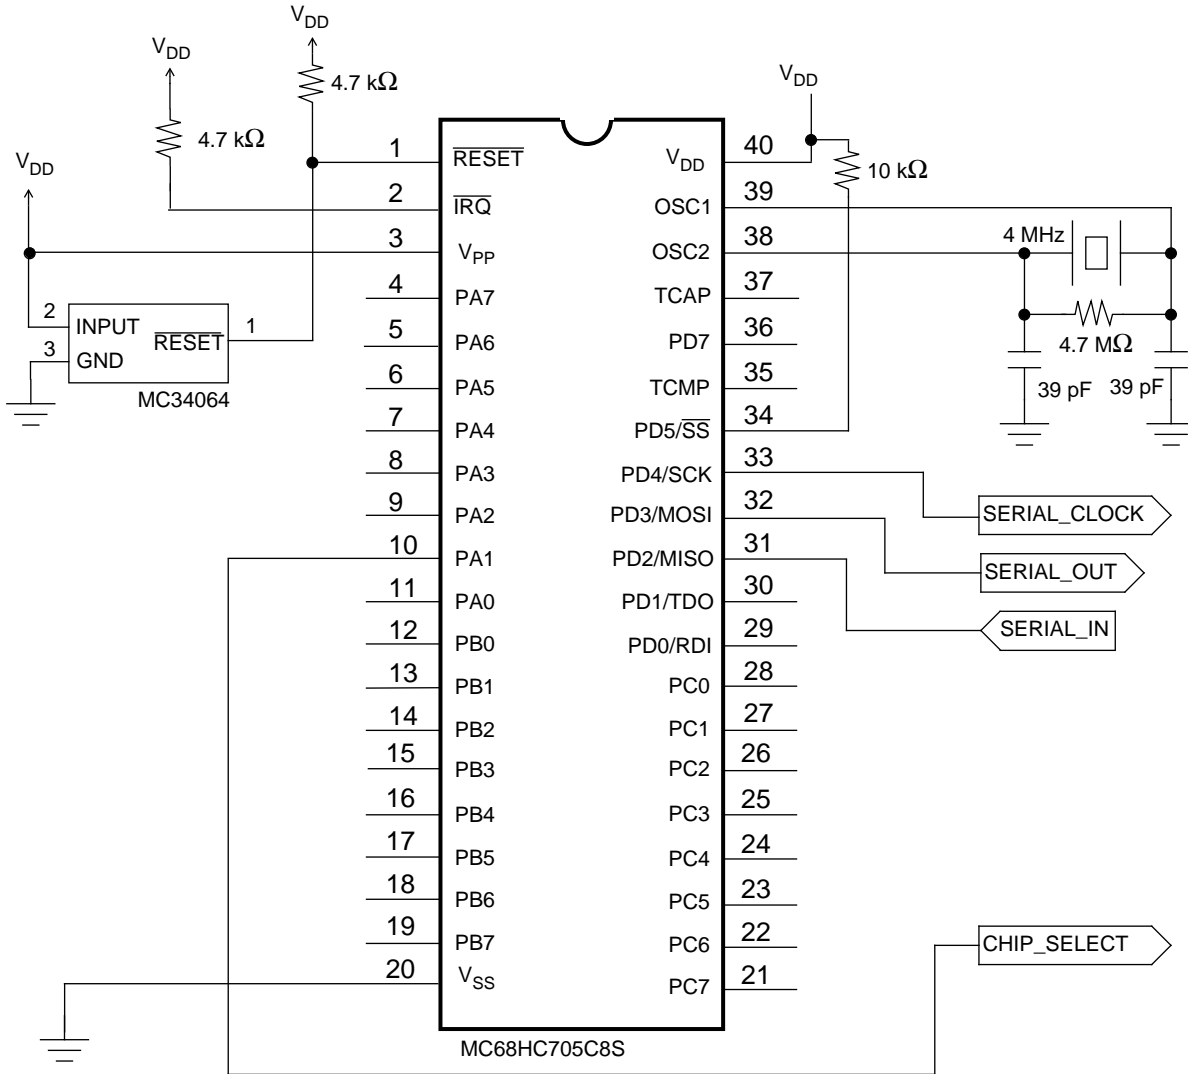 VDD
VDD
VDD
VDD
4.7 kΩ
4.7 kΩ
10 kΩ
2 INPUT
3 GND
RESET 1
MC34064
1 RESET
2 IRQ
3 VPP
4 PA7
5 PA6
6 PA5
7 PA4
8 PA3
9 PA2
10 PA1
11 PA0
12 PB0
13 PB1
14 PB2
15 PB3
16 PB4
17 PB5
18 PB6
19 PB7
20 VSS
VDD 40
OSC1 39
OSC2 38
TCAP 37
PD7 36
TCMP 35
PD5/SS 34
PD4/SCK 33
PD3/MOSI 32
PD2/MISO 31
PD1/TDO 30
PD0/RDI 29
PC0 28
PC1 27
PC2 26
PC3 25
PC4 24
PC5 23
PC6 22
PC7 21
4 MHz
4.7 MΩ
39 pF 39 pF
SERIAL_CLOCK
SERIAL_OUT
SERIAL_IN
CHIP_SELECT
MC68HC705C8S